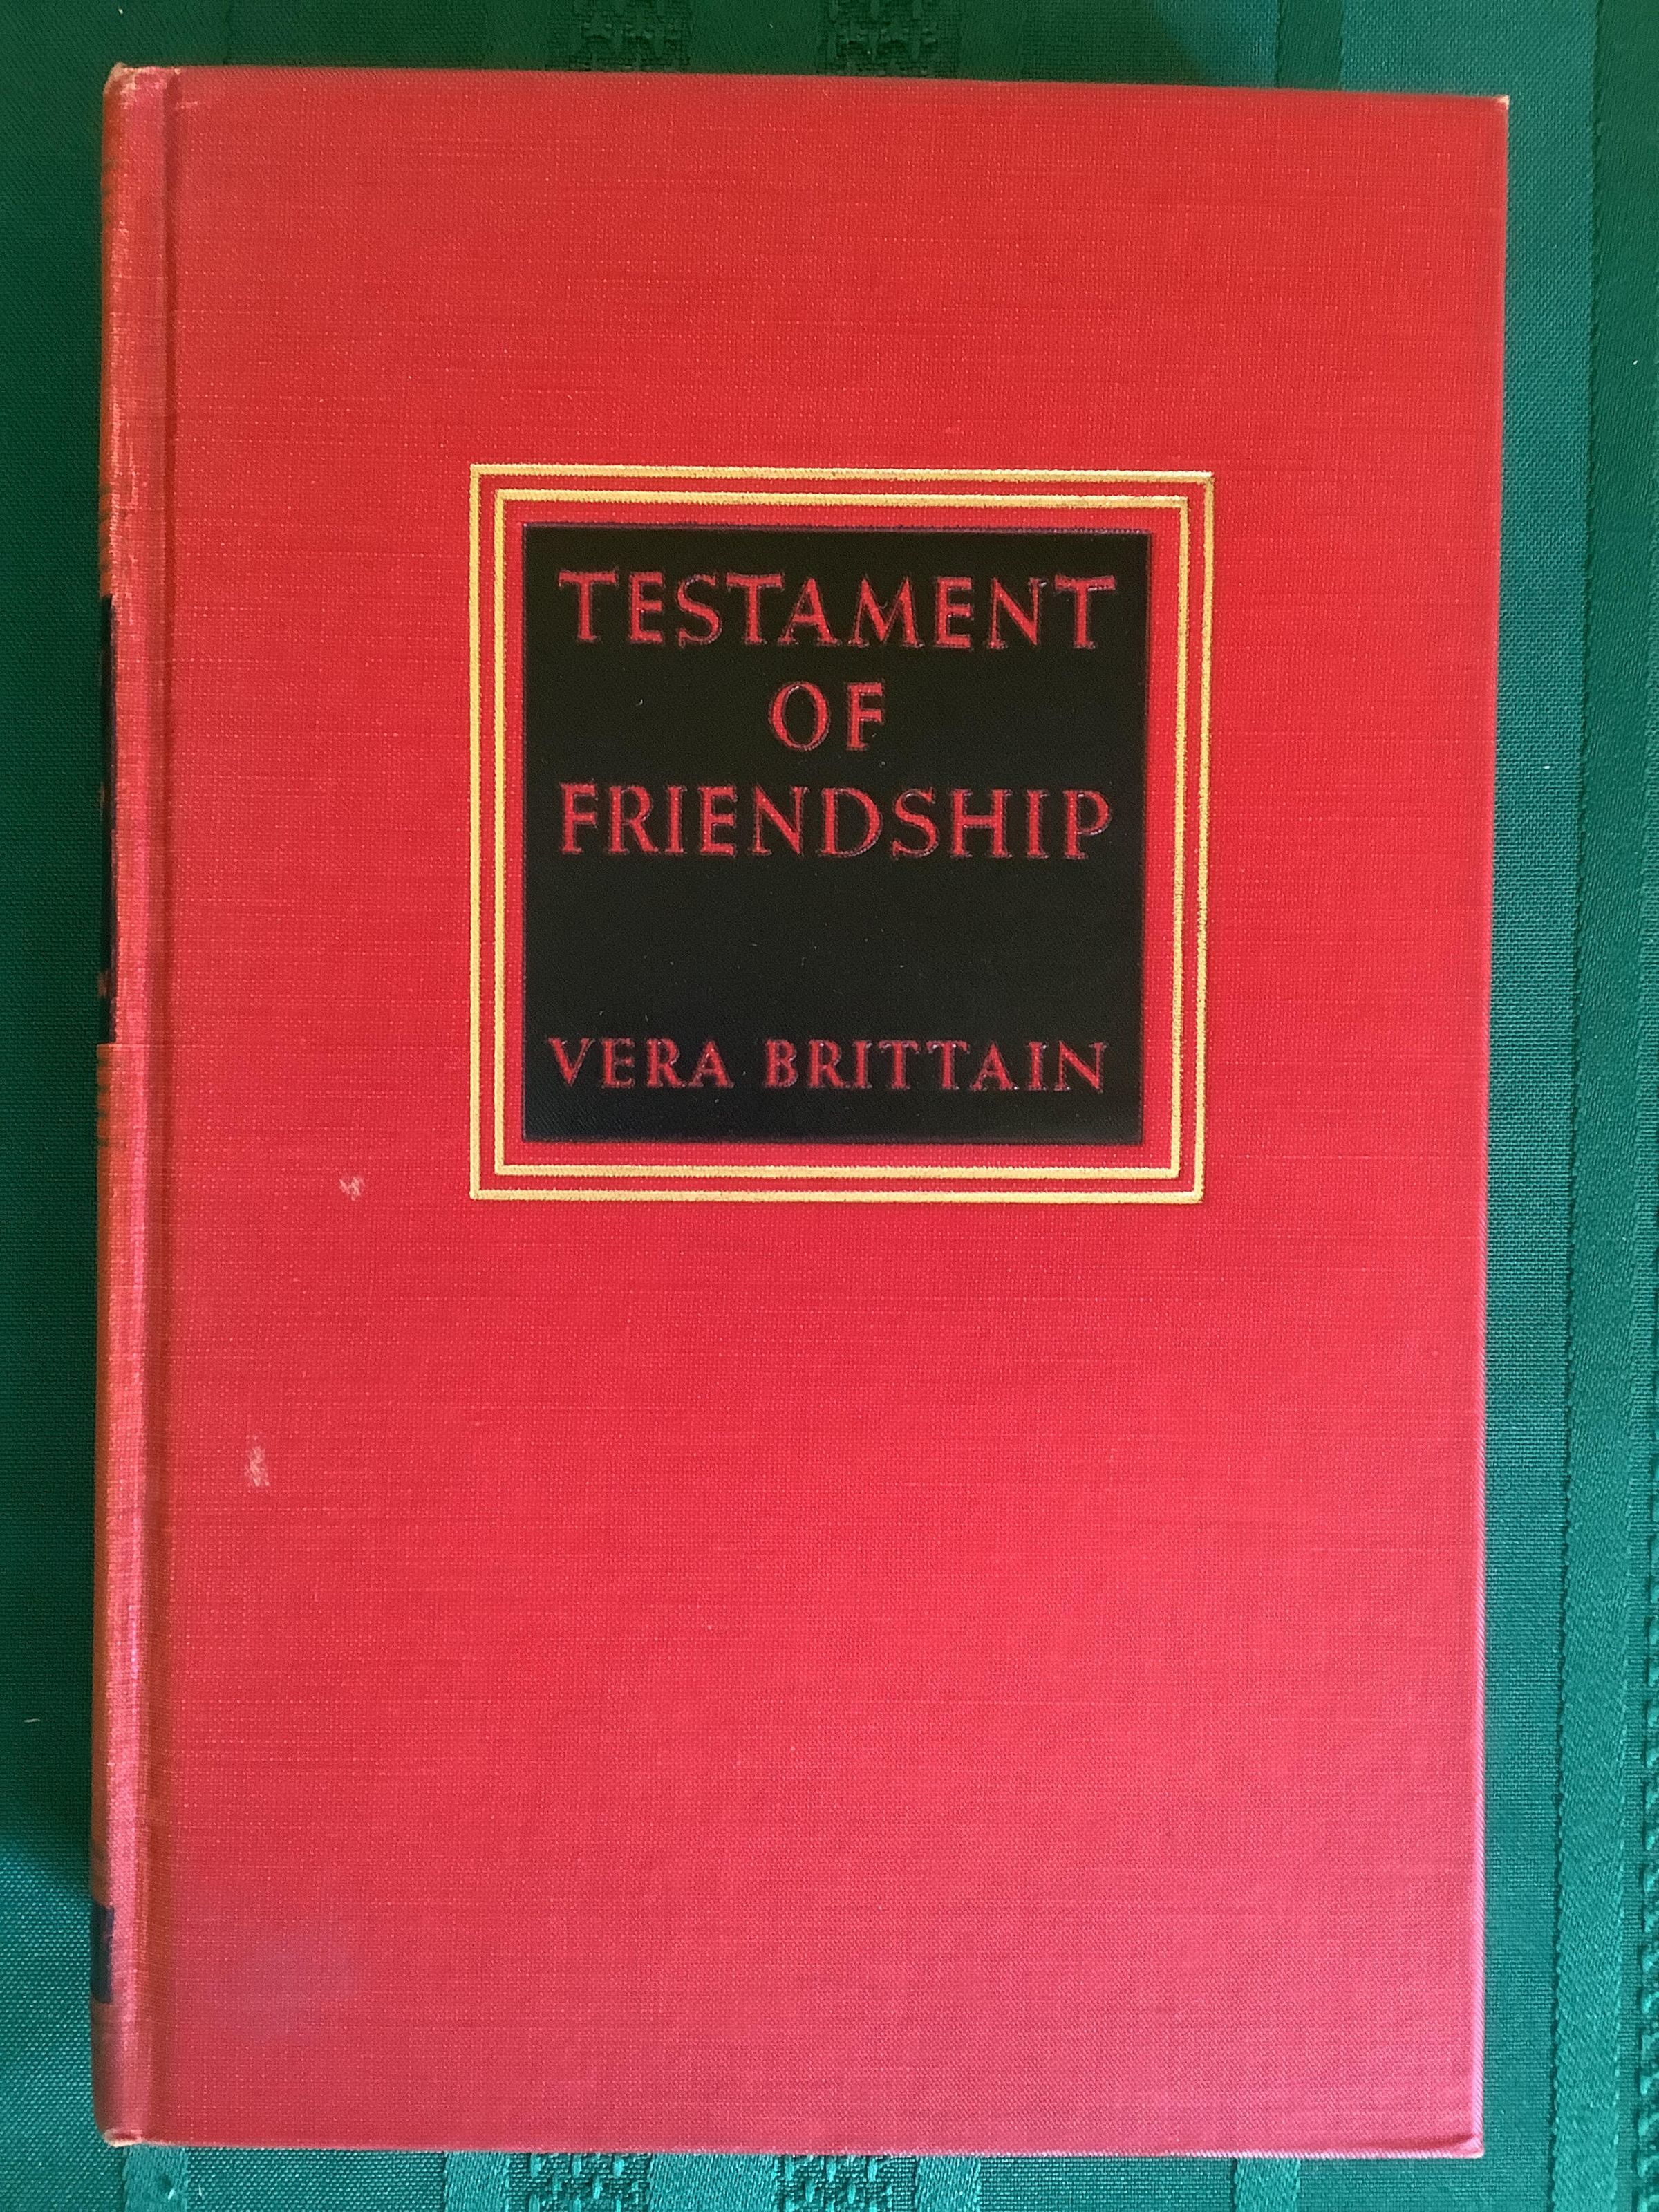 TESTAMENT
OF
FRIENDSHIP
VERA BRITTAIN